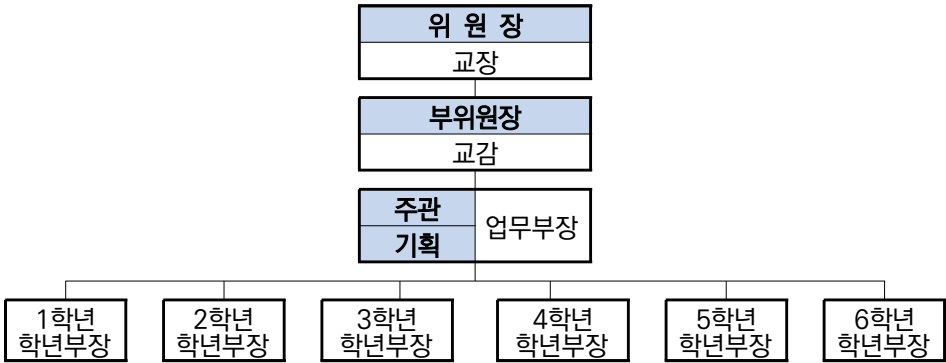 위 원 장
교장
부위원장
교감
주관
기획
업무부장
1학년
학년부장
2학년
학년부장
3학년
학년부장
4학년
학년부장
5학년
학년부장
6학년
학년부장